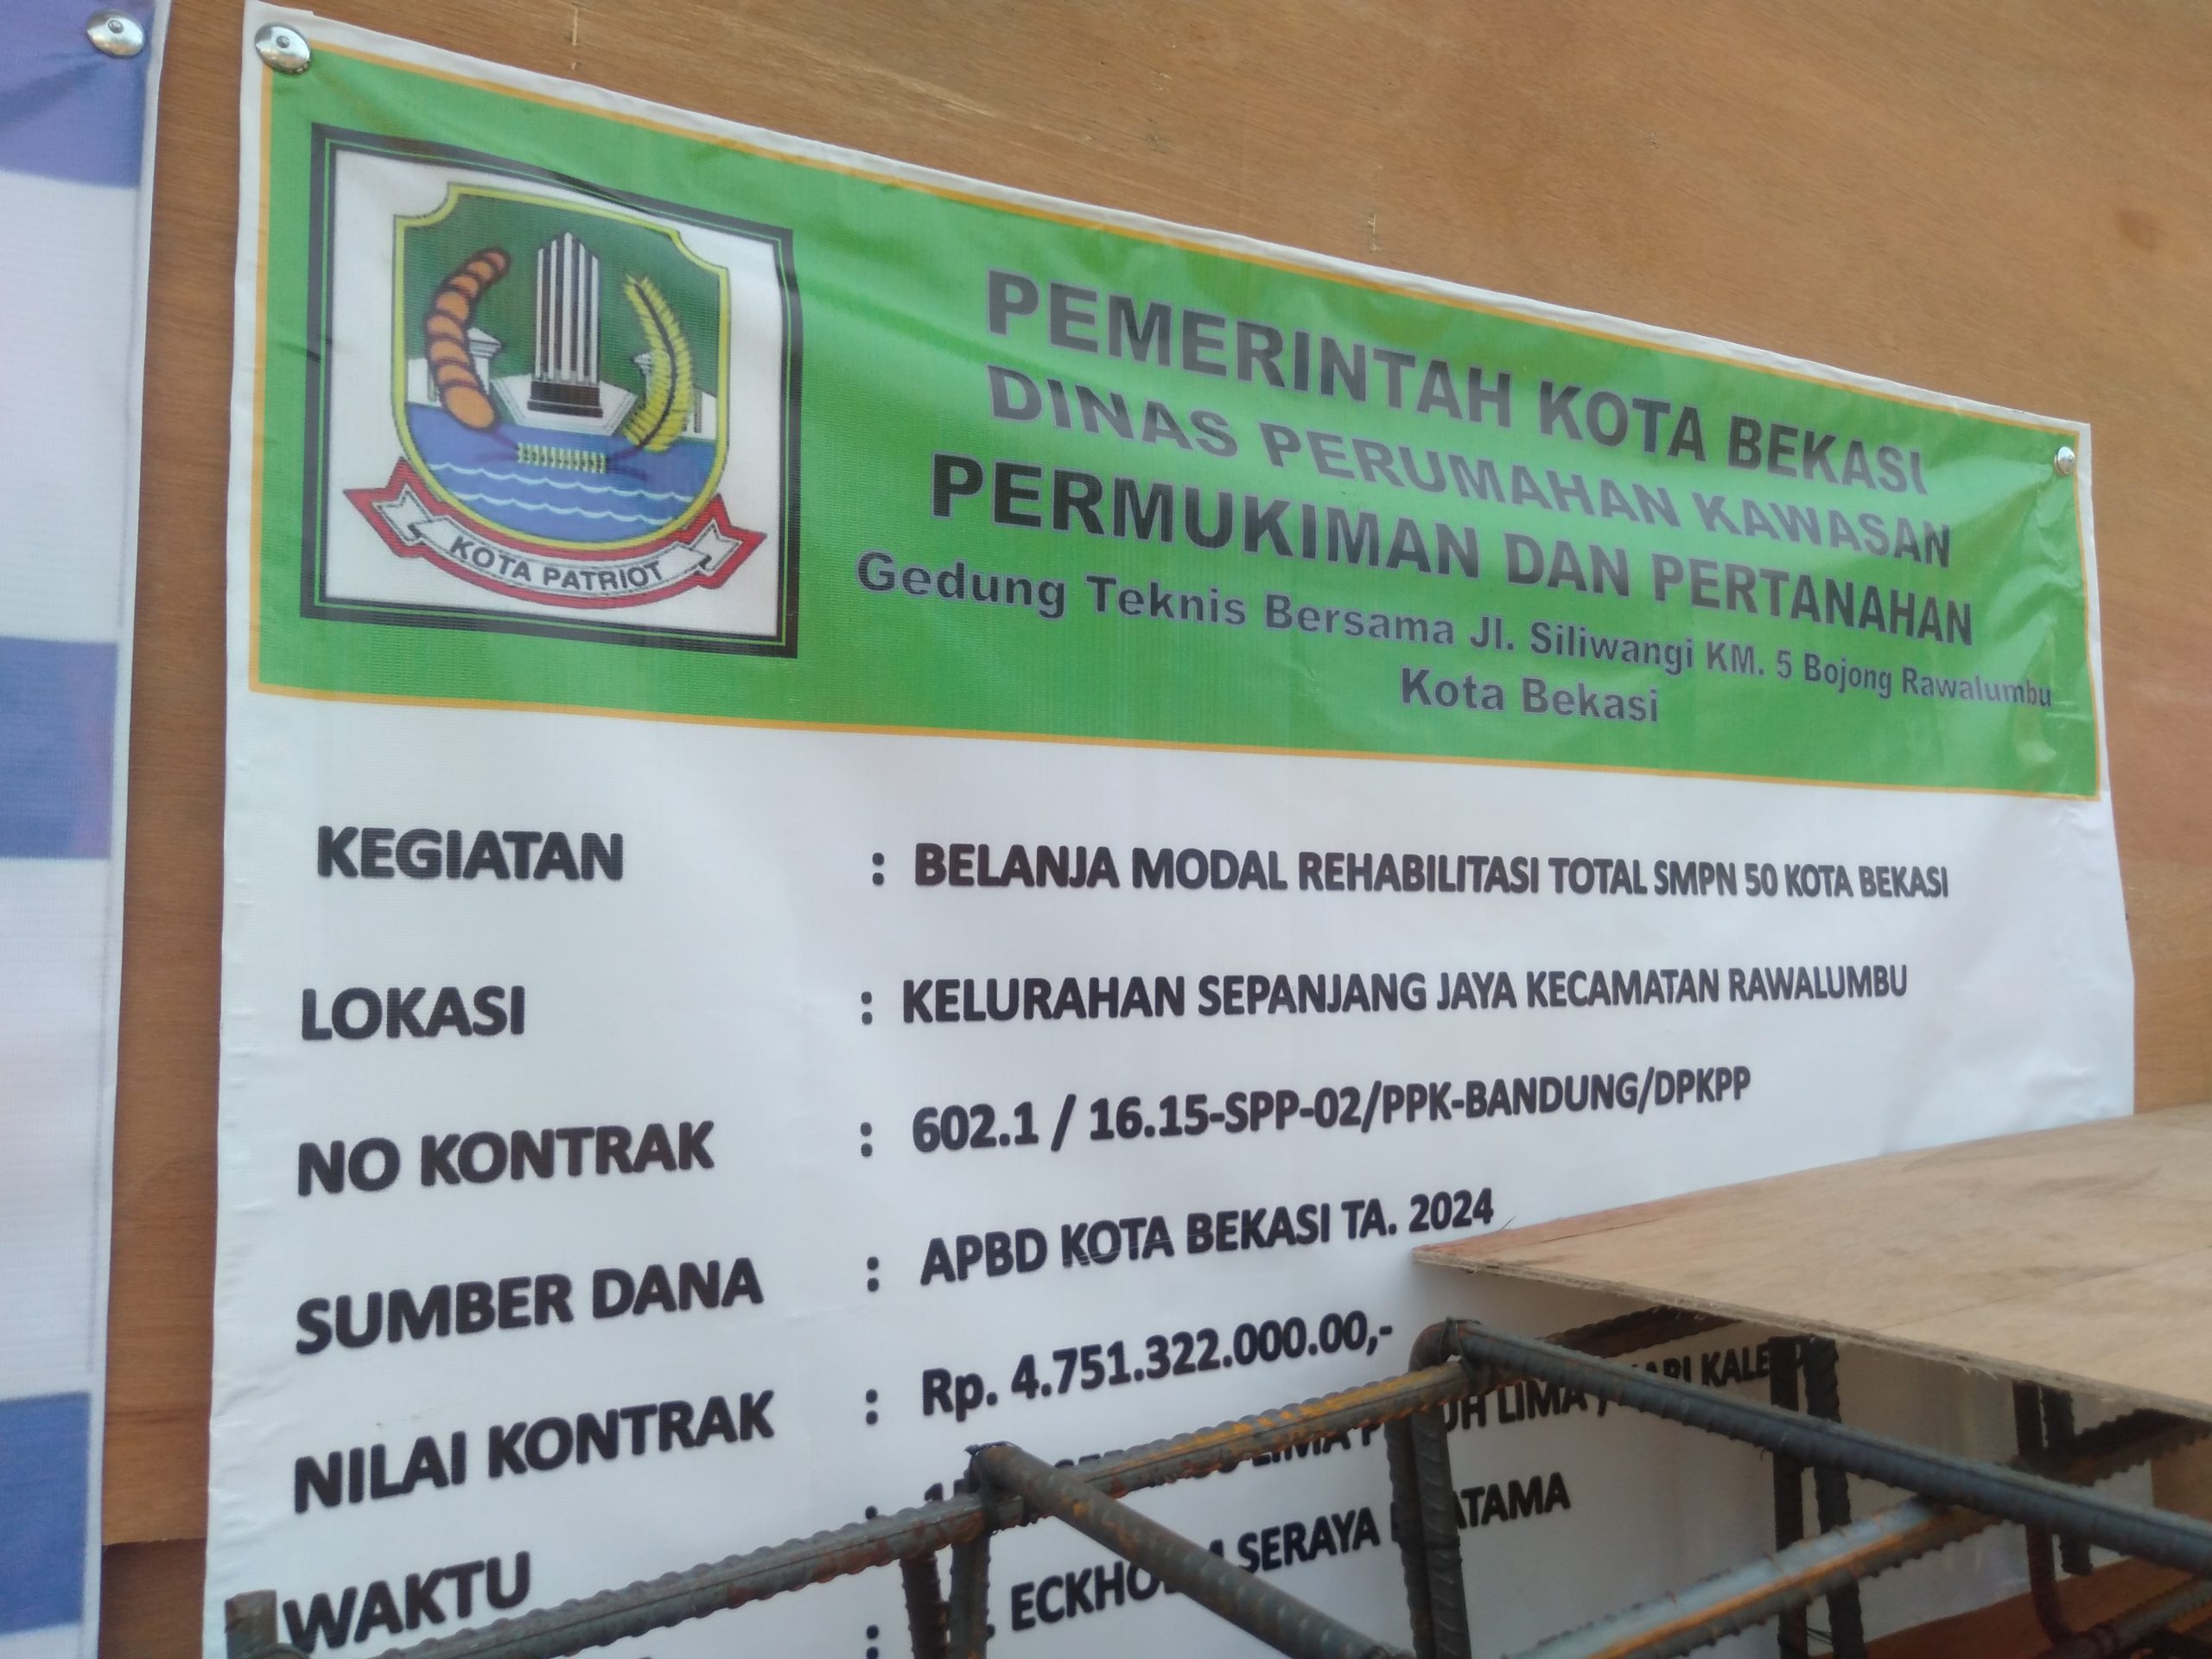 KOTA PATRIOT
PEMERINTAH KOTA BEKASI
DINAS PERUMAHAN KAWASAN
PERMUKIMAN DAN PERTANAHAN
Gedung Teknis Bersama Jl. Siliwangi KM. 5 Bojong Rawalumbu
Kota Bekasi
KEGIATAN : BELANJA MODAL REHABILITASI TOTAL SMPN 50 KOTA BEKASI
LOKASI : KELURAHAN SEPANJANG JAYA KECAMATAN RAWALUMBU
NO KONTRAK : 602.1 / 16.15-SPP-02/PPK-BANDUNG/DPKPP
SUMBER DANA : APBD KOTA BEKASI TA. 2024
NILAI KONTRAK : Rp. 4.751.322.000.00,-
WAKTU : LIMA LIMA
: SERAYA